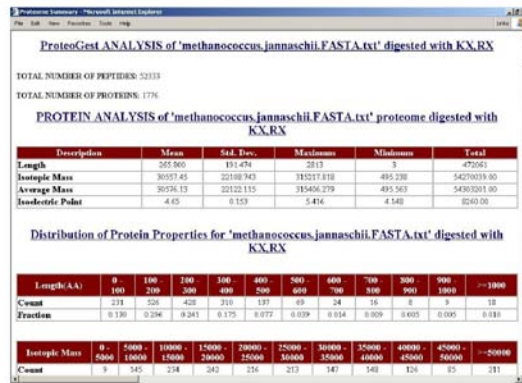 Proteome Summary - Microsoft Internet Explorer
File Edit View Favorites Tools Help Links
ProteoGest ANALYSIS of 'methanococcus.jannaschii.FASTA.txt' digested with KX,RX
TOTAL NUMBER OF PEPTIDES: 52333
TOTAL NUMBER OF PROTEINS: 1776
PROTEIN ANALYSIS of 'methanococcus.jannaschii.FASTA.txt' proteome digested with
KX,RX
Description Mean Std. Dev. Maximum Minimum Total
Length 265.800 191.474 2813 3 472061
Isotopic Mass 30557.45 22108.743 315217.818 495.238 54270039.00
Average Mass 30576.13 22122.115 315406.279 495.563 54303201.00
Isoelectric Point 4.65 0.153 5.416 4.148 8260.00
Distribution of Protein Properties for 'methanococcus.jannaschii.FASTA.txt' digested with
KX,RX
Length(AA) 0 - 100 100 - 200 200 - 300 300 - 400 400 - 500 500 - 600 600 - 700 700 - 800 800 - 900 900 - 1000 >=1000
Count 231 526 428 310 137 69 24 16 8 9 18
Fraction 0.130 0.296 0.241 0.175 0.077 0.039 0.014 0.009 0.005 0.005 0.010
Isotopic Mass 0 - 5000 5000 - 10000 10000 - 15000 15000 - 20000 20000 - 25000 25000 - 30000 30000 - 35000 35000 - 40000 40000 - 45000 45000 - 50000 >=50000
Count 9 145 234 242 216 213 147 148 126 85 211